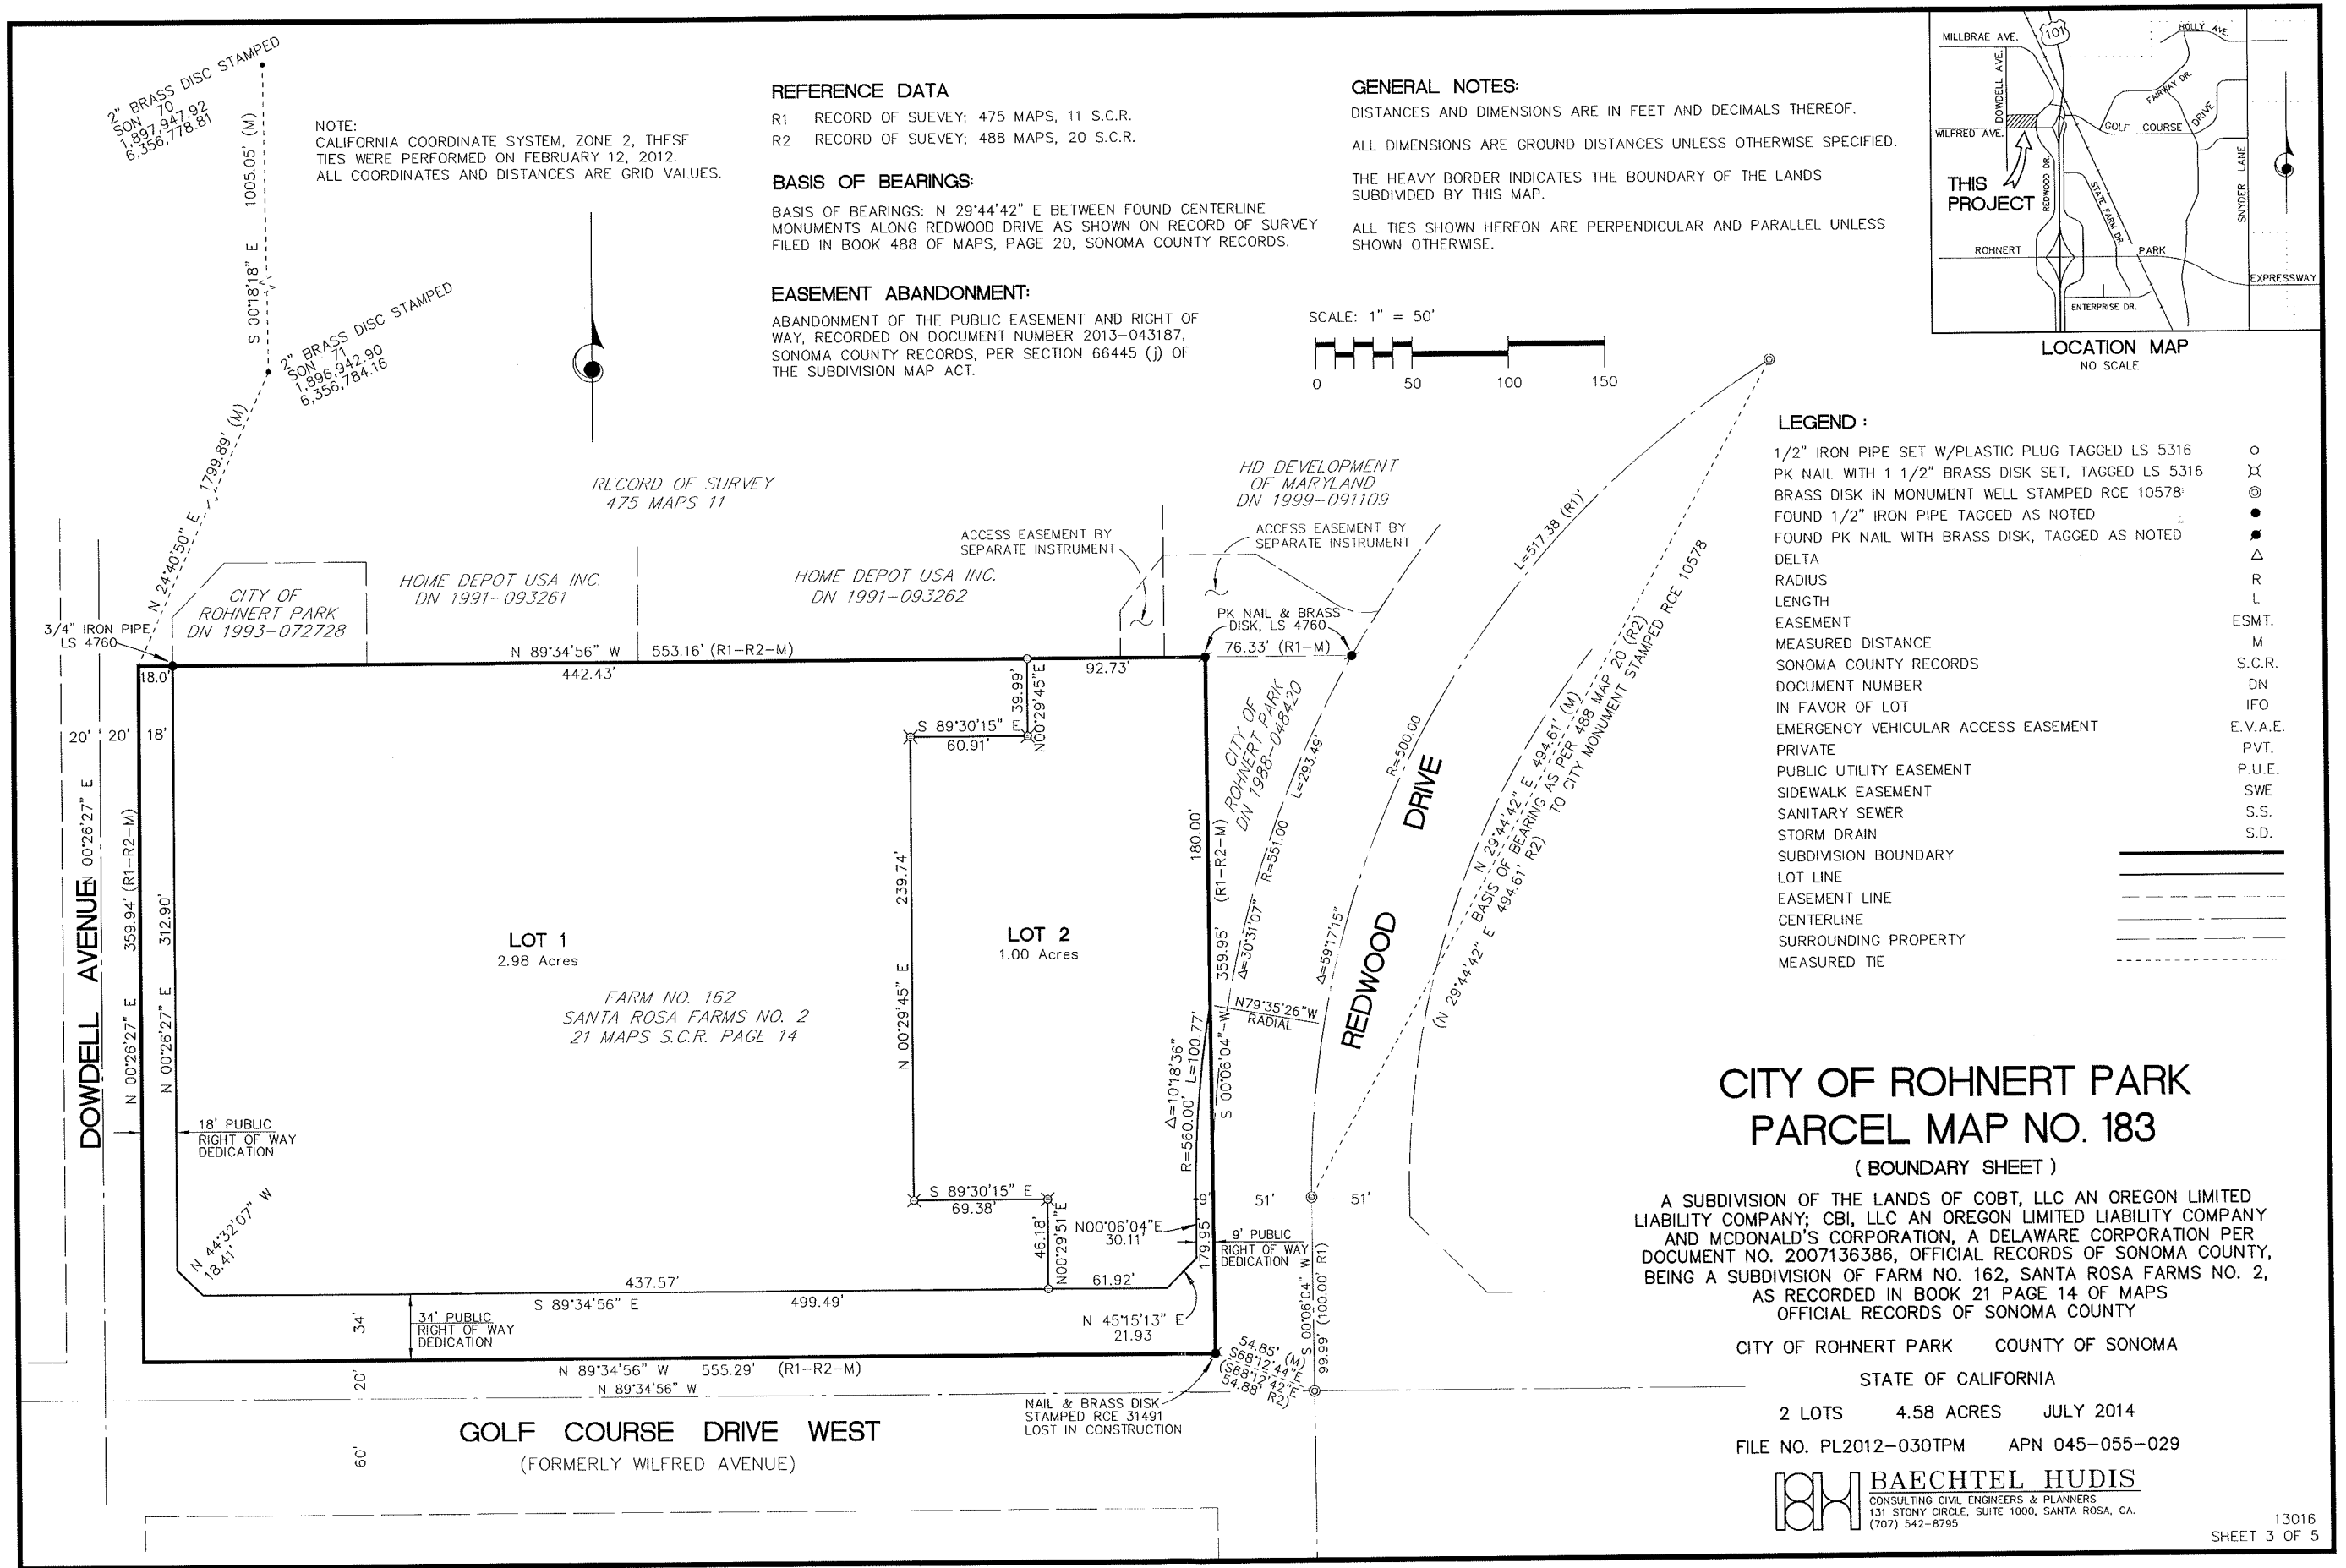 2" BRASS DISC STAMPED
SON 70
1,897,947.92
6,356,778.81
S 00°18'18" E 1005.05' (M)
2" BRASS DISC STAMPED
SON 71
1,896,942.90
6,356,784.16
N 24°40'50" E 1799.89' (M)
NOTE:
CALIFORNIA COORDINATE SYSTEM, ZONE 2, THESE
TIES WERE PERFORMED ON FEBRUARY 12, 2012.
ALL COORDINATES AND DISTANCES ARE GRID VALUES.
REFERENCE DATA
R1 RECORD OF SUEVEY; 475 MAPS, 11 S.C.R.
R2 RECORD OF SUEVEY; 488 MAPS, 20 S.C.R.
BASIS OF BEARINGS:
BASIS OF BEARINGS: N 29°44'42" E BETWEEN FOUND CENTERLINE
MONUMENTS ALONG REDWOOD DRIVE AS SHOWN ON RECORD OF SURVEY
FILED IN BOOK 488 OF MAPS, PAGE 20, SONOMA COUNTY RECORDS.
EASEMENT ABANDONMENT:
ABANDONMENT OF THE PUBLIC EASEMENT AND RIGHT OF
WAY, RECORDED ON DOCUMENT NUMBER 2013-043187,
SONOMA COUNTY RECORDS, PER SECTION 66445 (j) OF
THE SUBDIVISION MAP ACT.
GENERAL NOTES:
DISTANCES AND DIMENSIONS ARE IN FEET AND DECIMALS THEREOF.
ALL DIMENSIONS ARE GROUND DISTANCES UNLESS OTHERWISE SPECIFIED.
THE HEAVY BORDER INDICATES THE BOUNDARY OF THE LANDS
SUBDIVIDED BY THIS MAP.
ALL TIES SHOWN HEREON ARE PERPENDICULAR AND PARALLEL UNLESS
SHOWN OTHERWISE.
SCALE: 1" = 50'
0 50 100 150
MILLBRAE AVE.
101
HOLLY AVE.
DOWDELL AVE.
FAIRWAY DR.
WILFRED AVE.
GOLF COURSE DRIVE
THIS
PROJECT
REDWOOD DR.
STATE FARM DR.
SNYDER LANE
ROHNERT PARK
EXPRESSWAY
ENTERPRISE DR.
LOCATION MAP
NO SCALE
LEGEND :
1/2" IRON PIPE SET W/PLASTIC PLUG TAGGED LS 5316
PK NAIL WITH 1 1/2" BRASS DISK SET, TAGGED LS 5316
BRASS DISK IN MONUMENT WELL STAMPED RCE 10578
FOUND 1/2" IRON PIPE TAGGED AS NOTED
FOUND PK NAIL WITH BRASS DISK, TAGGED AS NOTED
DELTA Δ
RADIUS R
LENGTH L
EASEMENT ESMT.
MEASURED DISTANCE M
SONOMA COUNTY RECORDS S.C.R.
DOCUMENT NUMBER DN
IN FAVOR OF LOT IFO
EMERGENCY VEHICULAR ACCESS EASEMENT E.V.A.E.
PRIVATE PVT.
PUBLIC UTILITY EASEMENT P.U.E.
SIDEWALK EASEMENT SWE
SANITARY SEWER S.S.
STORM DRAIN S.D.
SUBDIVISION BOUNDARY
LOT LINE
EASEMENT LINE
CENTERLINE
SURROUNDING PROPERTY
MEASURED TIE
RECORD OF SURVEY
475 MAPS 11
HD DEVELOPMENT
OF MARYLAND
DN 1999-091109
ACCESS EASEMENT BY
SEPARATE INSTRUMENT
ACCESS EASEMENT BY
SEPARATE INSTRUMENT
CITY OF
ROHNERT PARK
DN 1993-072728
HOME DEPOT USA INC.
DN 1991-093261
HOME DEPOT USA INC.
DN 1991-093262
3/4" IRON PIPE
LS 4760
PK NAIL & BRASS
DISK, LS 4760
N 89°34'56" W 553.16' (R1-R2-M)
76.33' (R1-M)
18.0'
442.43'
92.73'
39.99'
N00°29'45"E
S 89°30'15" E
60.91'
20' 20' 18'
CITY OF
ROHNERT PARK
DN 1988-048420
L=517.38 (R1)'
R=500.00
Δ=59°17'15"
Δ=30°31'07" R=551.00 L=293.49'
REDWOOD DRIVE
N 29°44'42" E 494.61' (M)
BASIS OF BEARING AS PER 488 MAP 20 (R2)
(N 29°44'42" E 494.61' R2) TO CITY MONUMENT STAMPED RCE 10578
DOWDELL AVENUE
N 00°26'27" E
N 00°26'27" E 359.94' (R1-R2-M)
N 00°26'27" E 312.90'
N 00°29'45" E 239.74'
180.00'
S 00°06'04" W 359.95' (R1-R2-M)
LOT 1
2.98 Acres
LOT 2
1.00 Acres
FARM NO. 162
SANTA ROSA FARMS NO. 2
21 MAPS S.C.R. PAGE 14
N79°35'26"W
RADIAL
Δ=10°18'36"
R=560.00' L=100.77'
18' PUBLIC
RIGHT OF WAY
DEDICATION
N 44°32'07" W
18.41'
S 89°30'15" E
69.38'
46.18'
N00°29'51"E
N00°06'04"E
30.11'
9' 51' 51'
179.95'
9' PUBLIC
RIGHT OF WAY
DEDICATION
437.57'
61.92'
S 89°34'56" E 499.49'
N 45°15'13" E
21.93
34'
34' PUBLIC
RIGHT OF WAY
DEDICATION
S 00°06'04" W
99.99' (100.00' R1)
54.85' (M)
S68°12'44"E
(S68°12'42"E
54.88' R2)
N 89°34'56" W 555.29' (R1-R2-M)
N 89°34'56" W
20'
60'
NAIL & BRASS DISK
STAMPED RCE 31491
LOST IN CONSTRUCTION
GOLF COURSE DRIVE WEST
(FORMERLY WILFRED AVENUE)
CITY OF ROHNERT PARK
PARCEL MAP NO. 183
( BOUNDARY SHEET )
A SUBDIVISION OF THE LANDS OF COBT, LLC AN OREGON LIMITED
LIABILITY COMPANY; CBI, LLC AN OREGON LIMITED LIABILITY COMPANY
AND MCDONALD'S CORPORATION, A DELAWARE CORPORATION PER
DOCUMENT NO. 2007136386, OFFICIAL RECORDS OF SONOMA COUNTY,
BEING A SUBDIVISION OF FARM NO. 162, SANTA ROSA FARMS NO. 2,
AS RECORDED IN BOOK 21 PAGE 14 OF MAPS
OFFICIAL RECORDS OF SONOMA COUNTY
CITY OF ROHNERT PARK COUNTY OF SONOMA
STATE OF CALIFORNIA
2 LOTS 4.58 ACRES JULY 2014
FILE NO. PL2012-030TPM APN 045-055-029
BH
BAECHTEL HUDIS
CONSULTING CIVIL ENGINEERS & PLANNERS
131 STONY CIRCLE, SUITE 1000, SANTA ROSA, CA.
(707) 542-8795
13016
SHEET 3 OF 5